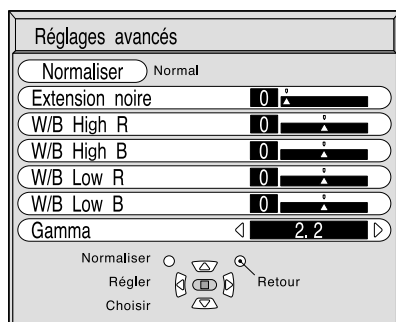 Réglages avancés
Normaliser Normal
Extension noire 0
W/B High R 0
W/B High B 0
W/B Low R 0
W/B Low B 0
Gamma 2.2
Normaliser
Régler Retour
Choisir